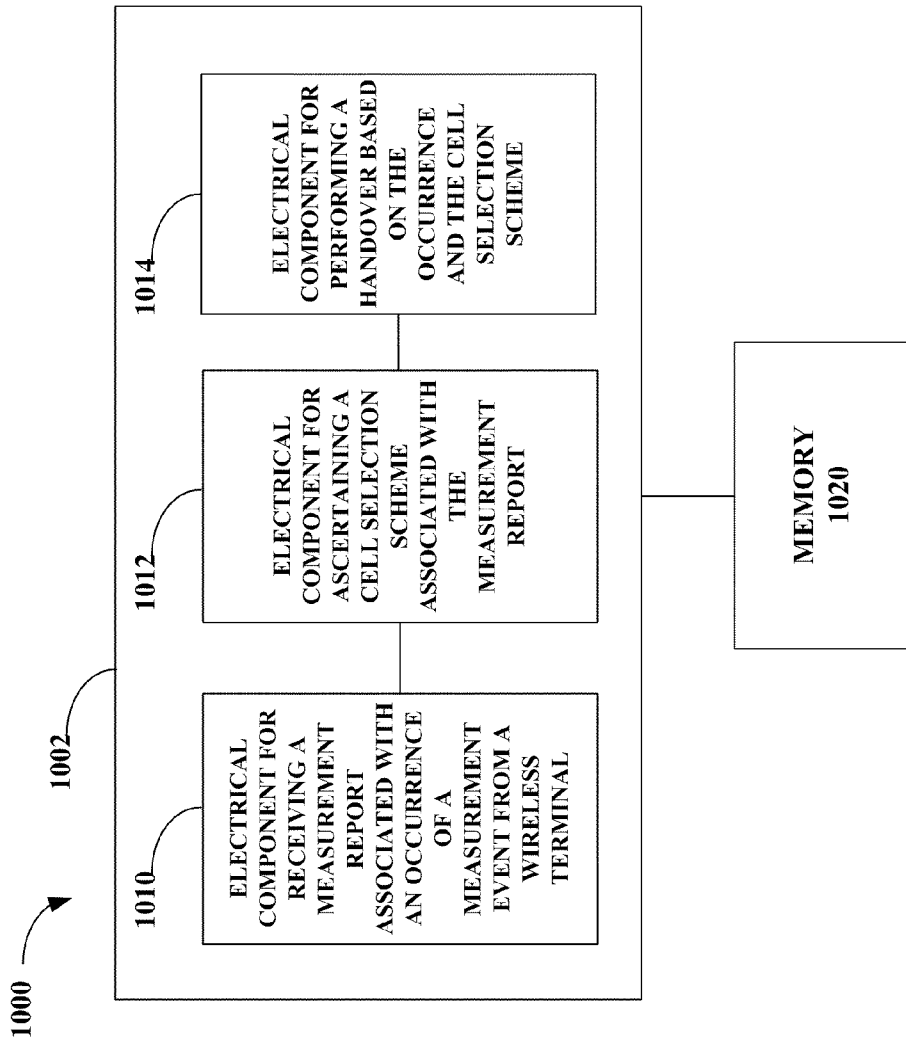 1000
1002
1010
ELECTRICAL
COMPONENT FOR
RECEIVING A
MEASUREMENT
REPORT
ASSOCIATED WITH
AN OCCURRENCE
OF A
MEASUREMENT
EVENT FROM A
WIRELESS
TERMINAL
1012
ELECTRICAL
COMPONENT FOR
ASCERTAINING A
CELL SELECTION
SCHEME
ASSOCIATED WITH
THE
MEASUREMENT
REPORT
1014
ELECTRICAL
COMPONENT FOR
PERFORMING A
HANDOVER BASED
ON THE
OCCURRENCE
AND THE CELL
SELECTION
SCHEME
MEMORY
1020